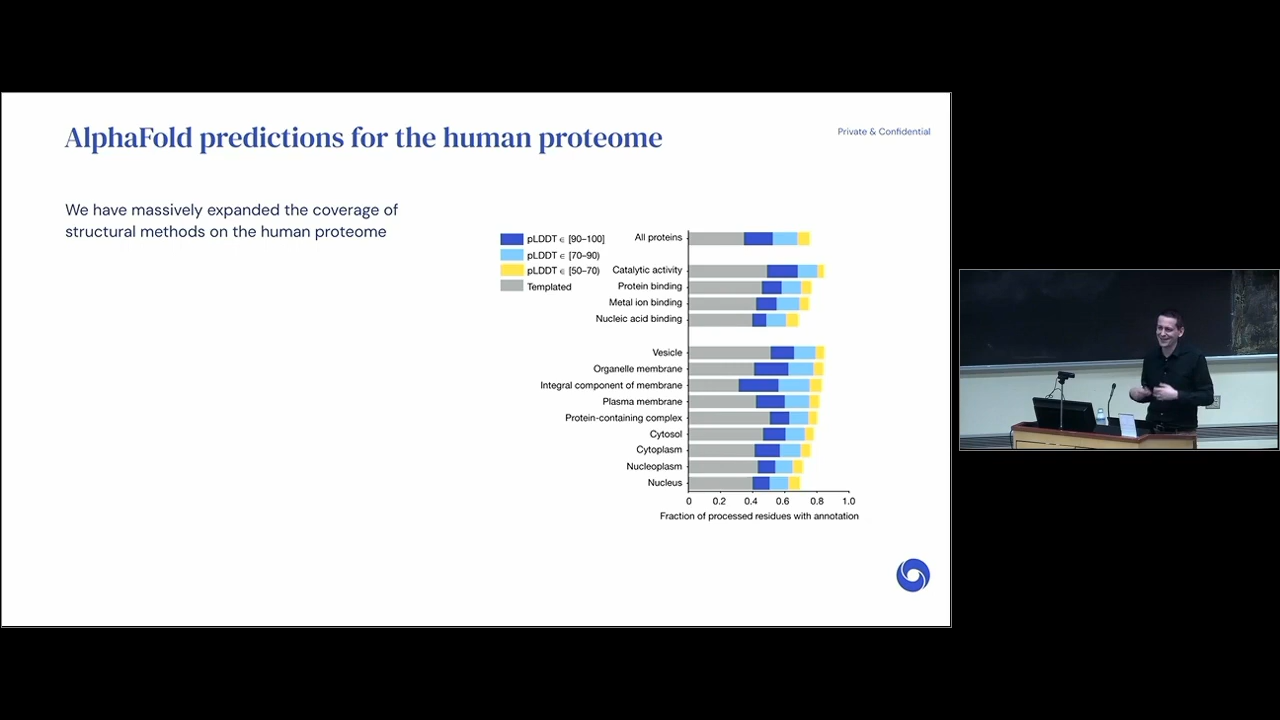 AlphaFold predictions for the human proteome
Private & Confidential
We have massively expanded the coverage of
structural methods on the human proteome
pLDDT ∈ [90–100]
pLDDT ∈ [70–90)
pLDDT ∈ [50–70)
Templated
All proteins
Catalytic activity
Protein binding
Metal ion binding
Nucleic acid binding
Vesicle
Organelle membrane
Integral component of membrane
Plasma membrane
Protein-containing complex
Cytosol
Cytoplasm
Nucleoplasm
Nucleus
0 0.2 0.4 0.6 0.8 1.0
Fraction of processed residues with annotation